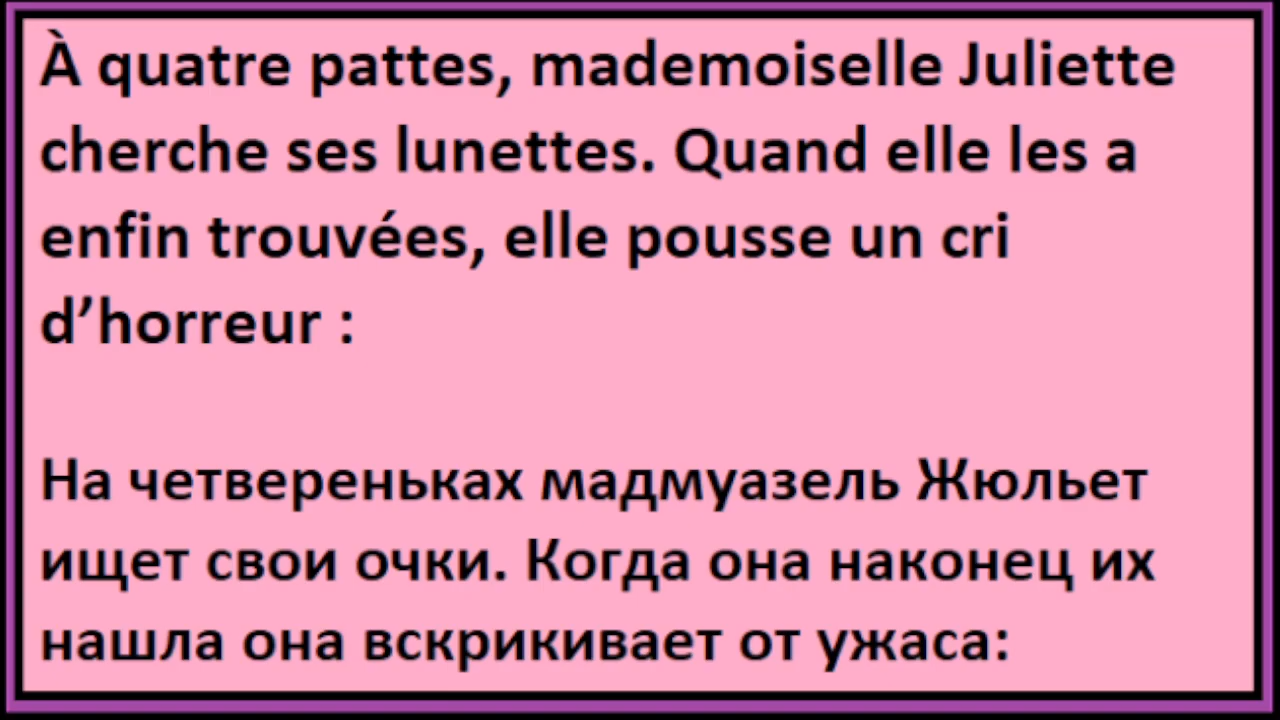 À quatre pattes, mademoiselle Juliette
cherche ses lunettes. Quand elle les a
enfin trouvées, elle pousse un cri
d’horreur :
На четвереньках мадмуазель Жюльет
ищет свои очки. Когда она наконец их
нашла она вскрикивает от ужаса: